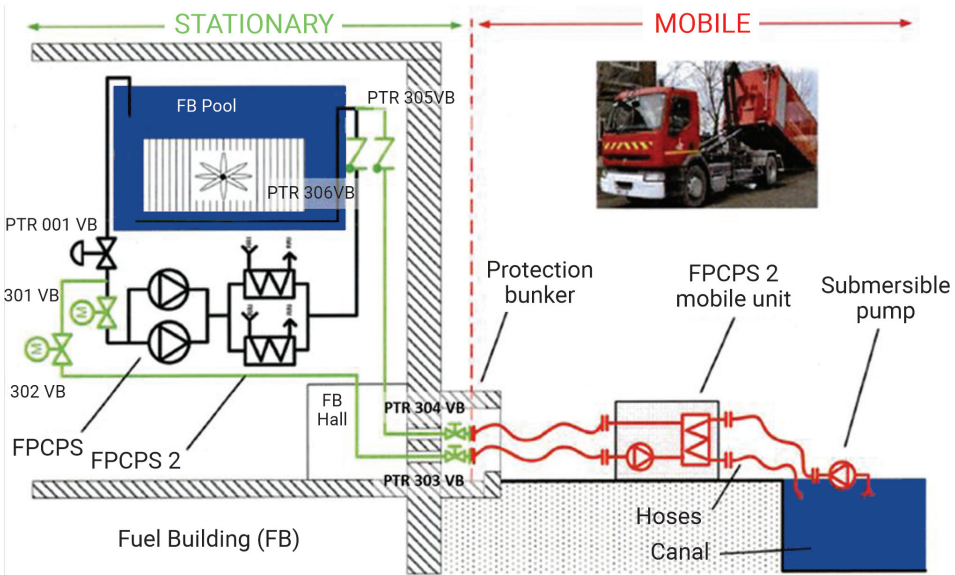 STATIONARY
MOBILE
FB Pool
PTR 305VB
PTR 306VB
PTR 001 VB
301 VB
M
M
302 VB
FPCPS
FPCPS 2
FB
Hall
PTR 304 VB
PTR 303 VB
Protection
bunker
FPCPS 2
mobile unit
Submersible
pump
Hoses
Canal
Fuel Building (FB)